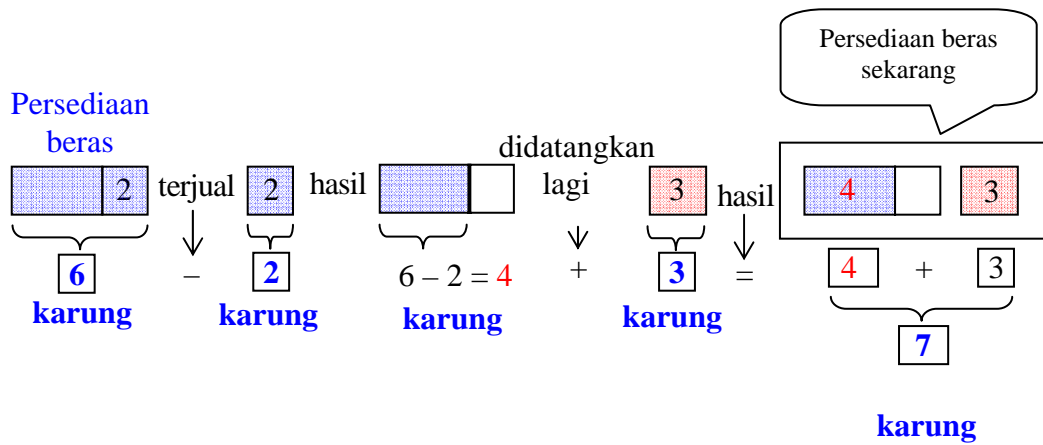 Persediaan beras
sekarang
Persediaan
beras
2
terjual
2
hasil
didatangkan
lagi
3
hasil
4
3
6
–
2
6 – 2 = 4
+
3
=
4
+
3
karung
karung
karung
karung
7
karung